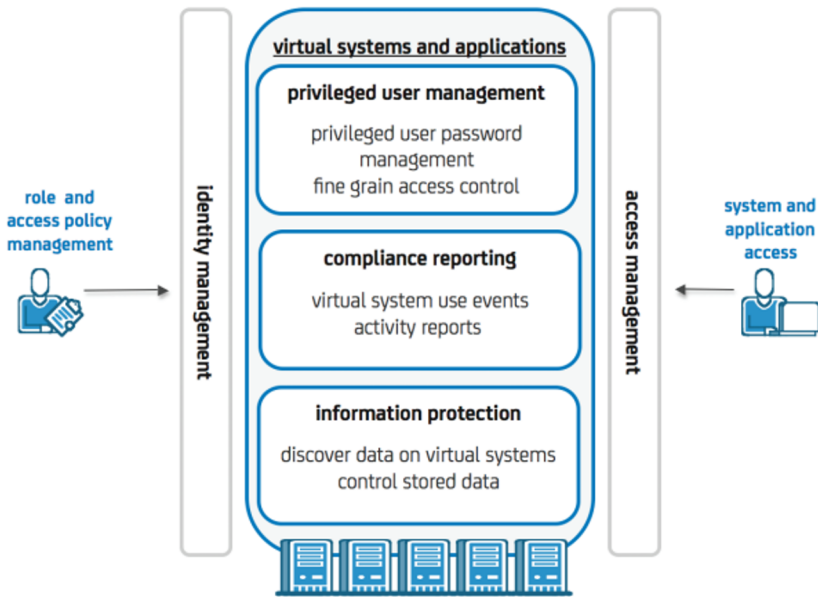 virtual systems and applications
privileged user management
privileged user password
management
fine grain access control
role and
access policy
management
identity management
compliance reporting
virtual system use events
activity reports
access management
system and
application
access
information protection
discover data on virtual systems
control stored data